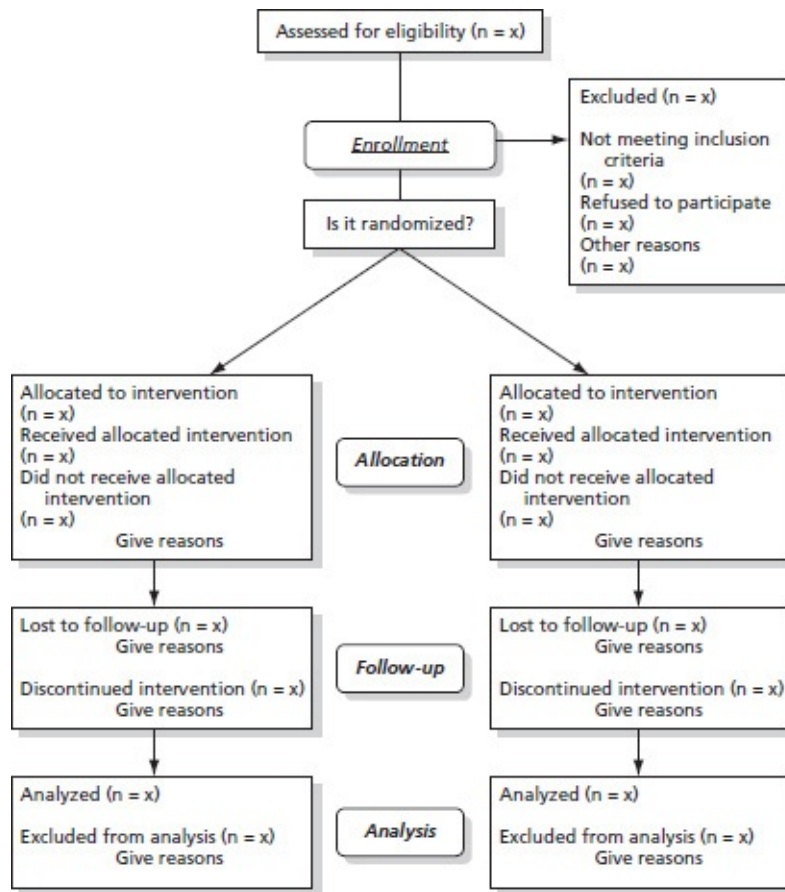 Assessed for eligibility (n = x)
Excluded (n = x)
Not meeting inclusion
criteria
(n = x)
Refused to participate
(n = x)
Other reasons
(n = x)
Enrollment
Is it randomized?
Allocated to intervention
(n = x)
Received allocated intervention
(n = x)
Did not receive allocated
intervention
(n = x)
Give reasons
Allocation
Allocated to intervention
(n = x)
Received allocated intervention
(n = x)
Did not receive allocated
intervention
(n = x)
Give reasons
Lost to follow-up (n = x)
Give reasons
Discontinued intervention (n = x)
Give reasons
Follow-up
Lost to follow-up (n = x)
Give reasons
Discontinued intervention (n = x)
Give reasons
Analyzed (n = x)
Excluded from analysis (n = x)
Give reasons
Analysis
Analyzed (n = x)
Excluded from analysis (n = x)
Give reasons